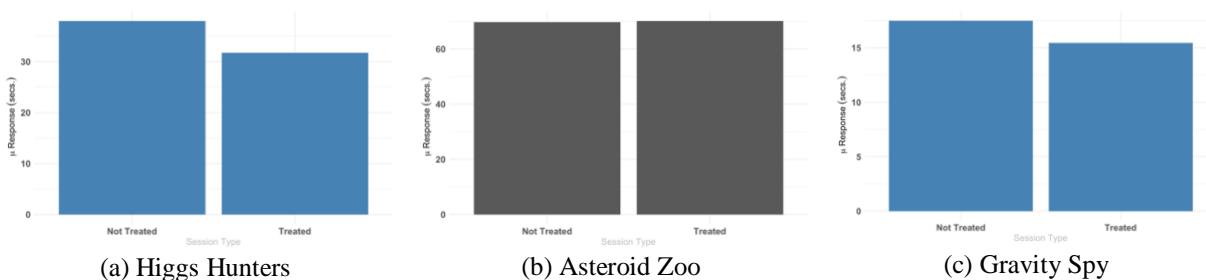 μ Response (secs.)
30
20
10
0
Not Treated
Treated
Session Type
(a) Higgs Hunters
μ Response (secs.)
60
40
20
0
Not Treated
Treated
Session Type
(b) Asteroid Zoo
μ Response (secs.)
15
10
5
0
Not Treated
Treated
Session Type
(c) Gravity Spy